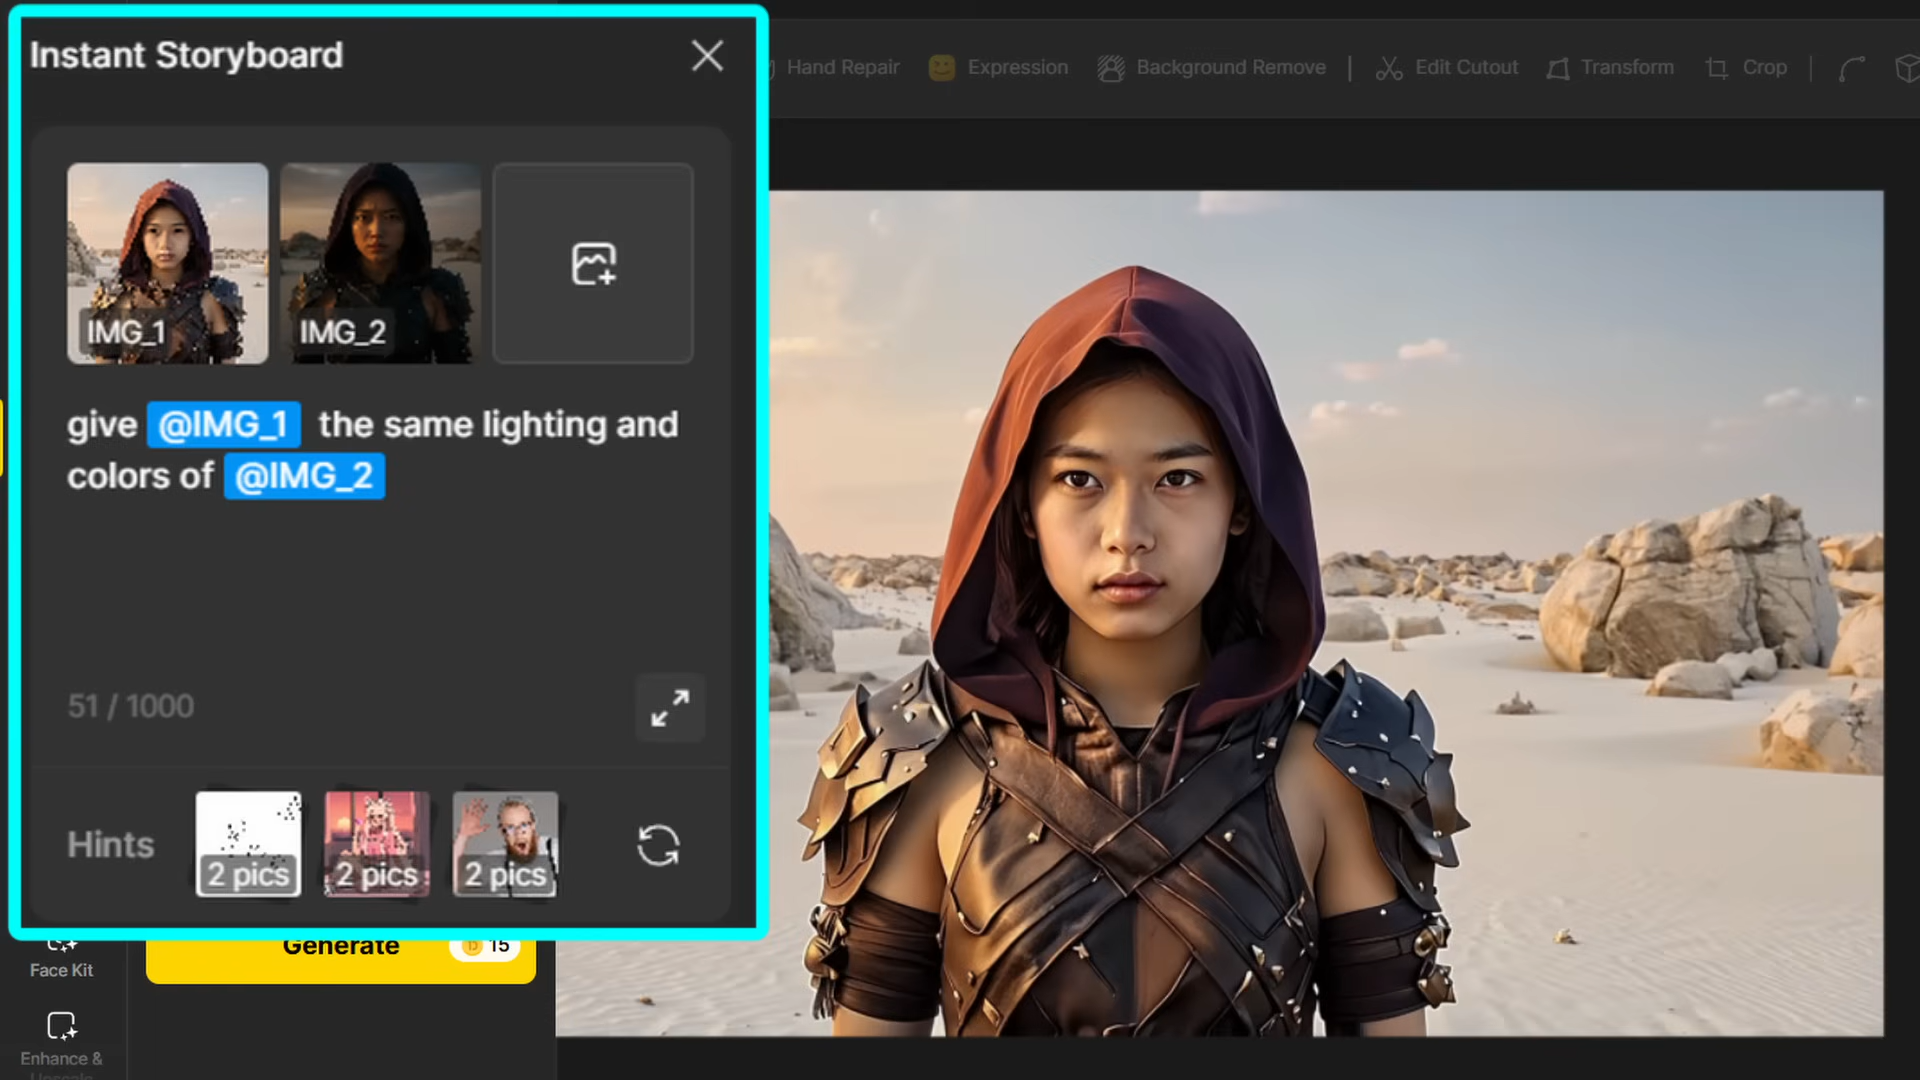 Instant Storyboard
Hand Repair
Expression
Background Remove
Edit Cutout
Transform
Crop
IMG_1
IMG_2
give @IMG_1 the same lighting and
colors of @IMG_2
51 / 1000
Hints
2 pics
2 pics
2 pics
Generate
15
Face Kit
Enhance &
Upscale